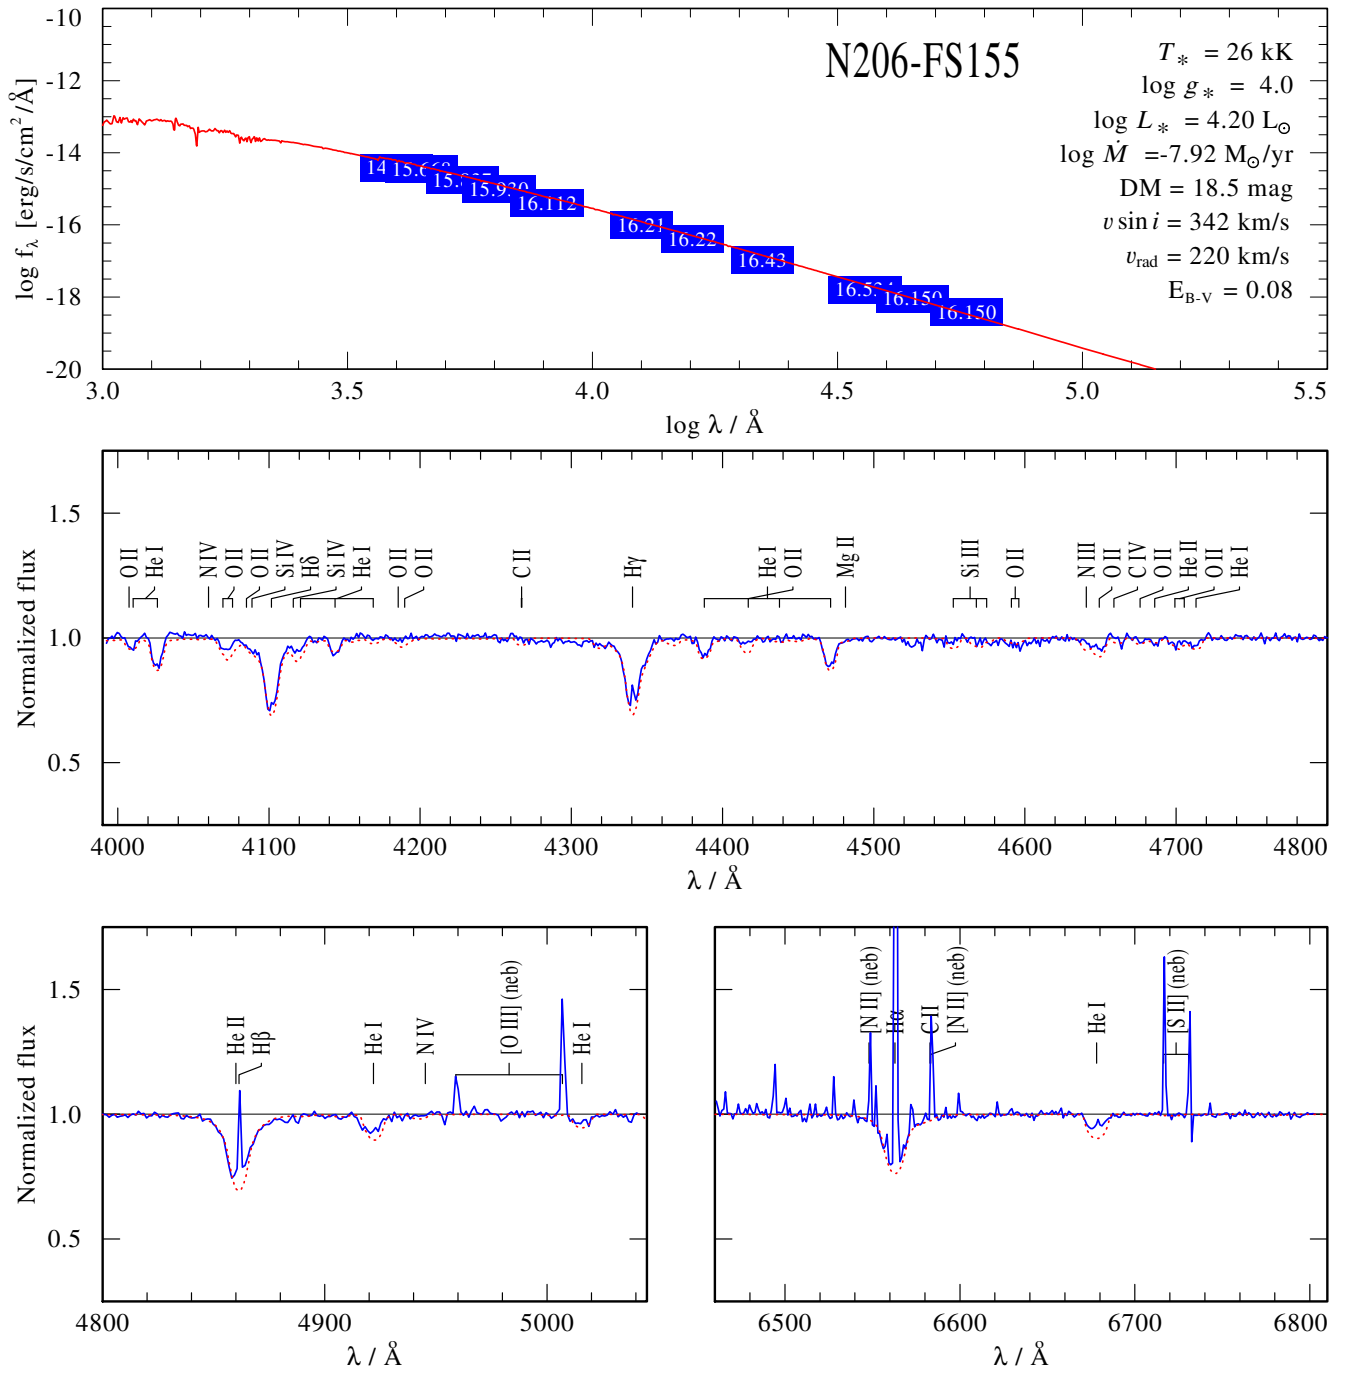 N206-FS155
T* = 26 kK
log g* = 4.0
log L* = 4.20 L⊙
log Ṁ =-7.92 M⊙/yr
DM = 18.5 mag
v sin i = 342 km/s
vrad = 220 km/s
EB-V = 0.08
log fλ [erg/s/cm²/Å]
-10
-12
-14
-16
-18
-20
14
15.930
16.112
16.21
16.22
16.43
16.150
16.150
3.0 3.5 4.0 4.5 5.0 5.5
log λ / Å
Normalized flux
1.5
1.0
0.5
O II He I N IV O II O II Si IV Hδ Si IV He I O II O II C II Hγ He I O II Mg II Si III O II N III O II C IV O II He II O II He I
4000 4100 4200 4300 4400 4500 4600 4700 4800
λ / Å
Normalized flux
1.5
1.0
0.5
He II Hβ He I N IV [O III] (neb) He I
4800 4900 5000
λ / Å
[N II] (neb) Hα C II [N II] (neb) He I [S II] (neb)
6500 6600 6700 6800
λ / Å